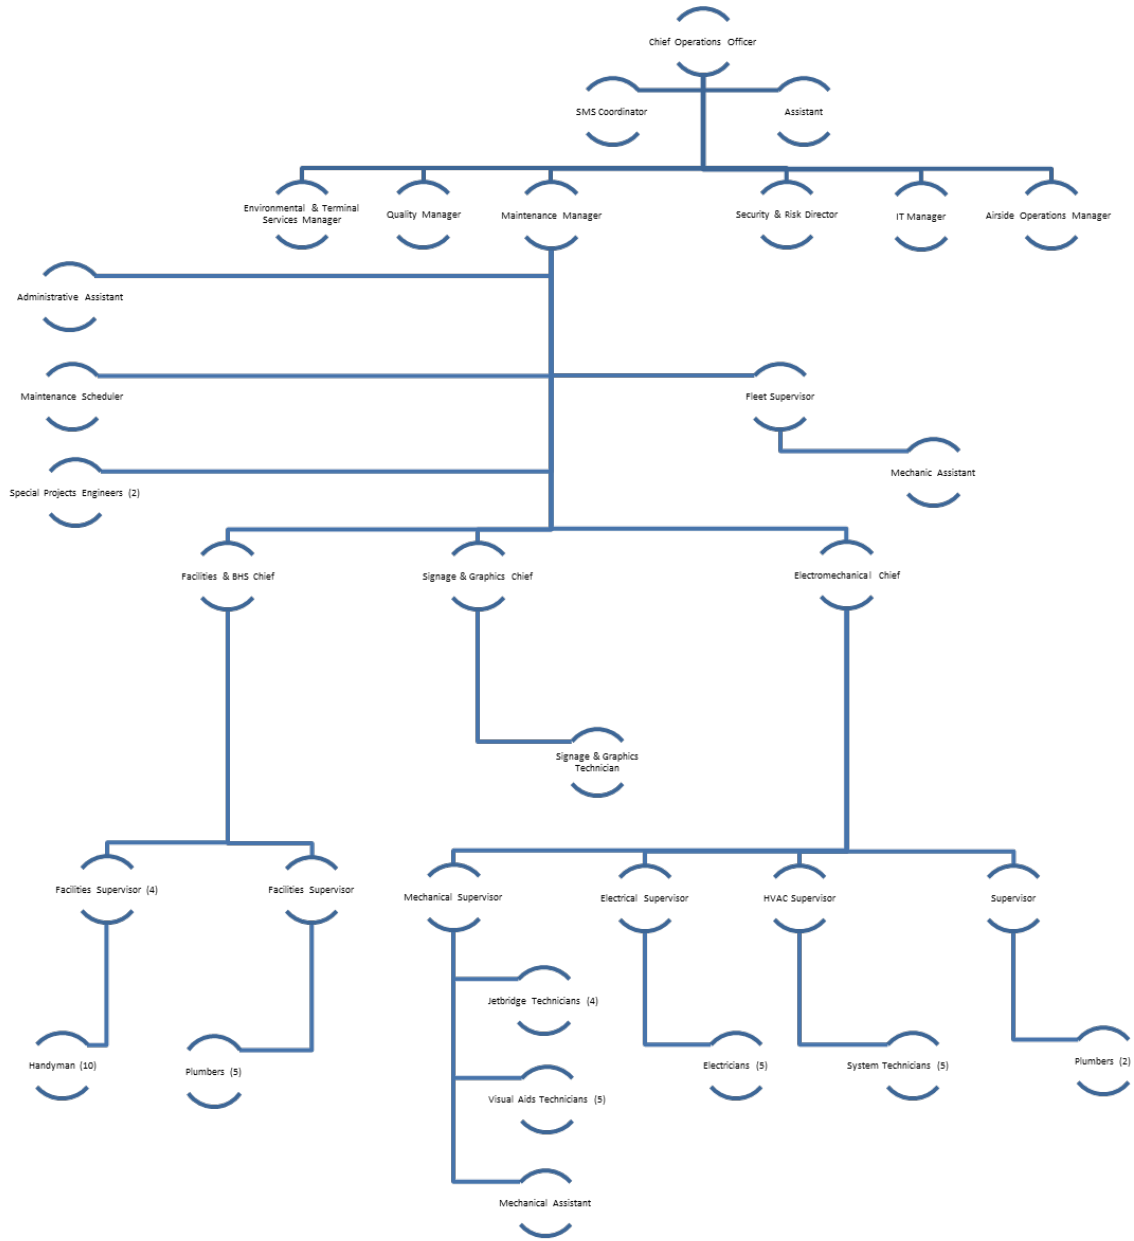 Chief Operations Officer
SMS Coordinator
Assistant
Environmental & Terminal
Services Manager
Quality Manager
Maintenance Manager
Security & Risk Director
IT Manager
Airside Operations Manager
Administrative Assistant
Maintenance Scheduler
Fleet Supervisor
Mechanic Assistant
Special Projects Engineers (2)
Facilities & BHS Chief
Signage & Graphics Chief
Electromechanical Chief
Signage & Graphics
Technician
Facilities Supervisor (4)
Facilities Supervisor
Mechanical Supervisor
Electrical Supervisor
HVAC Supervisor
Supervisor
Jetbridge Technicians (4)
Handyman (10)
Plumbers (5)
Electricians (5)
System Technicians (5)
Plumbers (2)
Visual Aids Technicians (5)
Mechanical Assistant